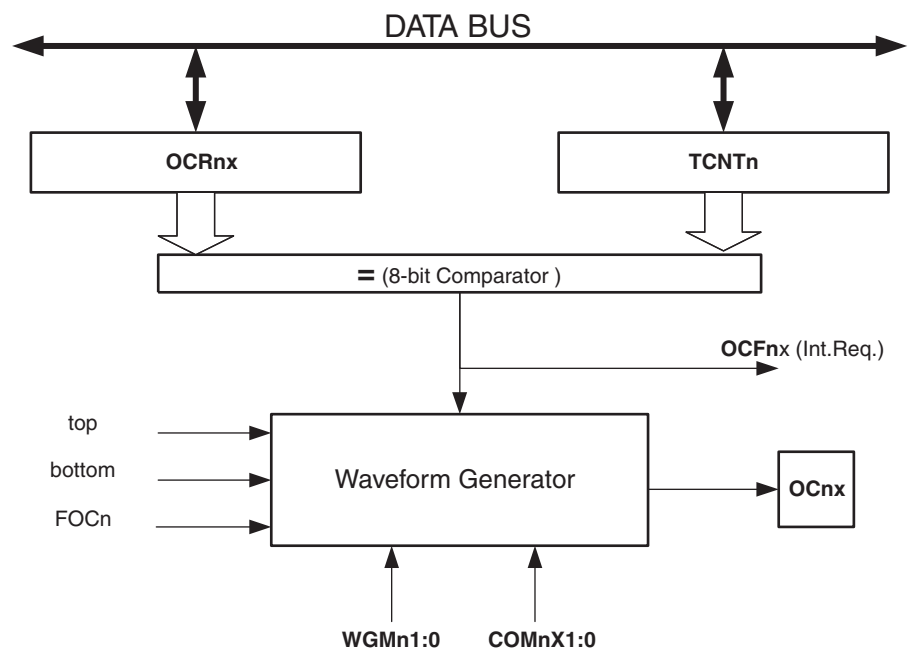 DATA BUS
OCRnx
TCNTn
= (8-bit Comparator )
OCFnx (Int.Req.)
top
bottom
FOCn
Waveform Generator
OCnx
WGMn1:0
COMnX1:0